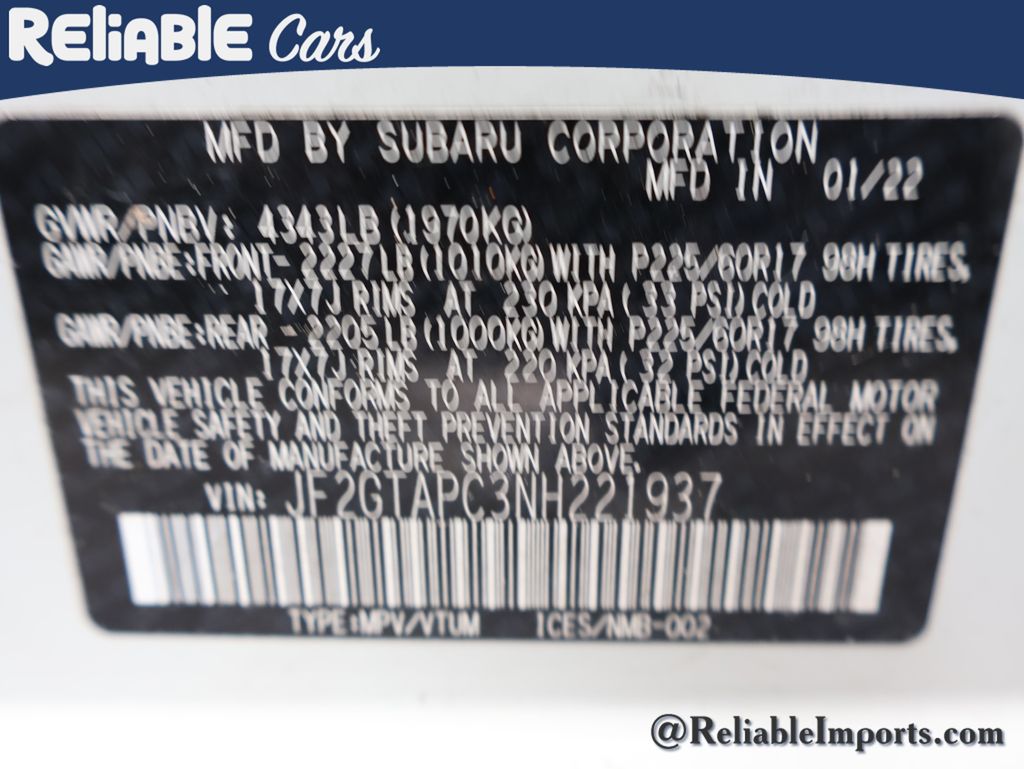 RELiABLE Cars
MFD BY SUBARU CORPORATION
MFD IN 01/22
GVWR/PNBV: 4343LB(1970KG)
GAWR/PNBE:FRONT- 2227LB(1010KG)WITH P225/60R17 98H TIRES,
17X7J RIMS AT 230 KPA( 33 PSI)COLD
GAWR/PNBE:REAR - 2205LB(1000KG)WITH P225/60R17 98H TIRES,
17X7J RIMS AT 220 KPA( 32 PSI)COLD
THIS VEHICLE CONFORMS TO ALL APPLICABLE FEDERAL MOTOR
VEHICLE SAFETY AND THEFT PREVENTION STANDARDS IN EFFECT ON
THE DATE OF MANUFACTURE SHOWN ABOVE.
VIN: JF2GTAPC3NH221937
TYPE:MPV/VTUM ICES/NMB-002
@ReliableImports.com